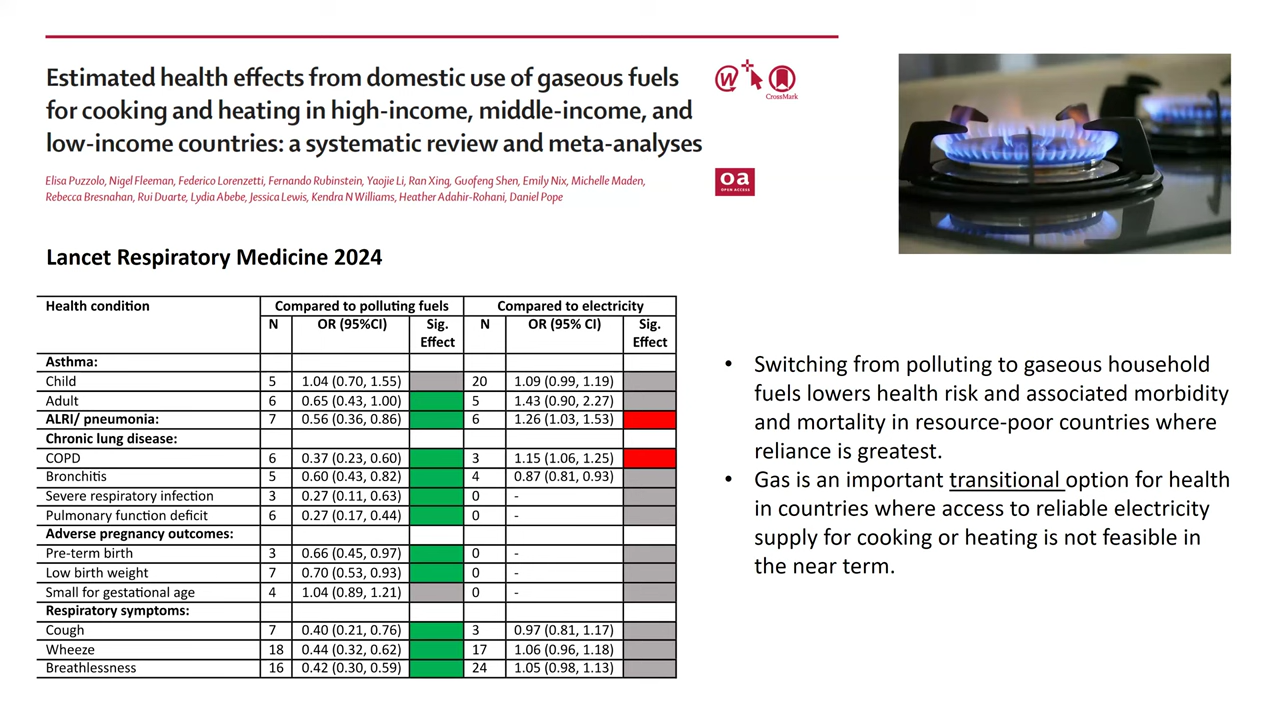 Estimated health effects from domestic use of gaseous fuels
for cooking and heating in high-income, middle-income, and
low-income countries: a systematic review and meta-analyses
CrossMark
Elisa Puzzolo, Nigel Fleeman, Federico Lorenzetti, Fernando Rubinstein, Yaojie Li, Ran Xing, Guofeng Shen, Emily Nix, Michelle Maden,
Rebecca Bresnahan, Rui Duarte, Lydia Abebe, Jessica Lewis, Kendra N Williams, Heather Adahir-Rohani, Daniel Pope
oa
OPEN ACCESS
Lancet Respiratory Medicine 2024
Health condition Compared to polluting fuels Compared to electricity
N OR (95%CI) Sig. Effect N OR (95% CI) Sig. Effect
Asthma:
Child 5 1.04 (0.70, 1.55) 20 1.09 (0.99, 1.19)
Adult 6 0.65 (0.43, 1.00) 5 1.43 (0.90, 2.27)
ALRI/ pneumonia: 7 0.56 (0.36, 0.86) 6 1.26 (1.03, 1.53)
Chronic lung disease:
COPD 6 0.37 (0.23, 0.60) 3 1.15 (1.06, 1.25)
Bronchitis 5 0.60 (0.43, 0.82) 4 0.87 (0.81, 0.93)
Severe respiratory infection 3 0.27 (0.11, 0.63) 0 -
Pulmonary function deficit 6 0.27 (0.17, 0.44) 0 -
Adverse pregnancy outcomes:
Pre-term birth 3 0.66 (0.45, 0.97) 0 -
Low birth weight 7 0.70 (0.53, 0.93) 0 -
Small for gestational age 4 1.04 (0.89, 1.21) 0 -
Respiratory symptoms:
Cough 7 0.40 (0.21, 0.76) 3 0.97 (0.81, 1.17)
Wheeze 18 0.44 (0.32, 0.62) 17 1.06 (0.96, 1.18)
Breathlessness 16 0.42 (0.30, 0.59) 24 1.05 (0.98, 1.13)
• Switching from polluting to gaseous household
fuels lowers health risk and associated morbidity
and mortality in resource-poor countries where
reliance is greatest.
• Gas is an important transitional option for health
in countries where access to reliable electricity
supply for cooking or heating is not feasible in
the near term.